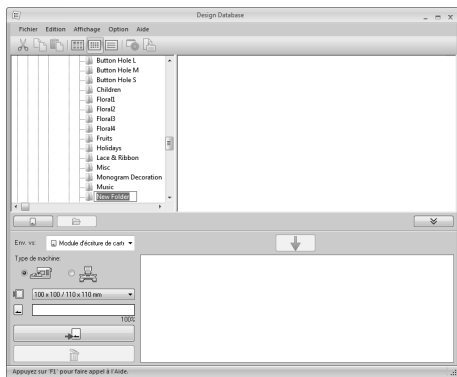 Design Database
Fichier Edition Affichage Option Aide
Button Hole L
Button Hole M
Button Hole S
Children
Floral1
Floral2
Floral3
Floral4
Fruits
Holidays
Lace & Ribbon
Misc
Monogram Decoration
Music
New Folder
Env. vs: Module d'écriture de carte
Type de machine:
100 x 100 / 110 x 110 mm
100%
Appuyez sur 'F1' pour faire appel à l'Aide.